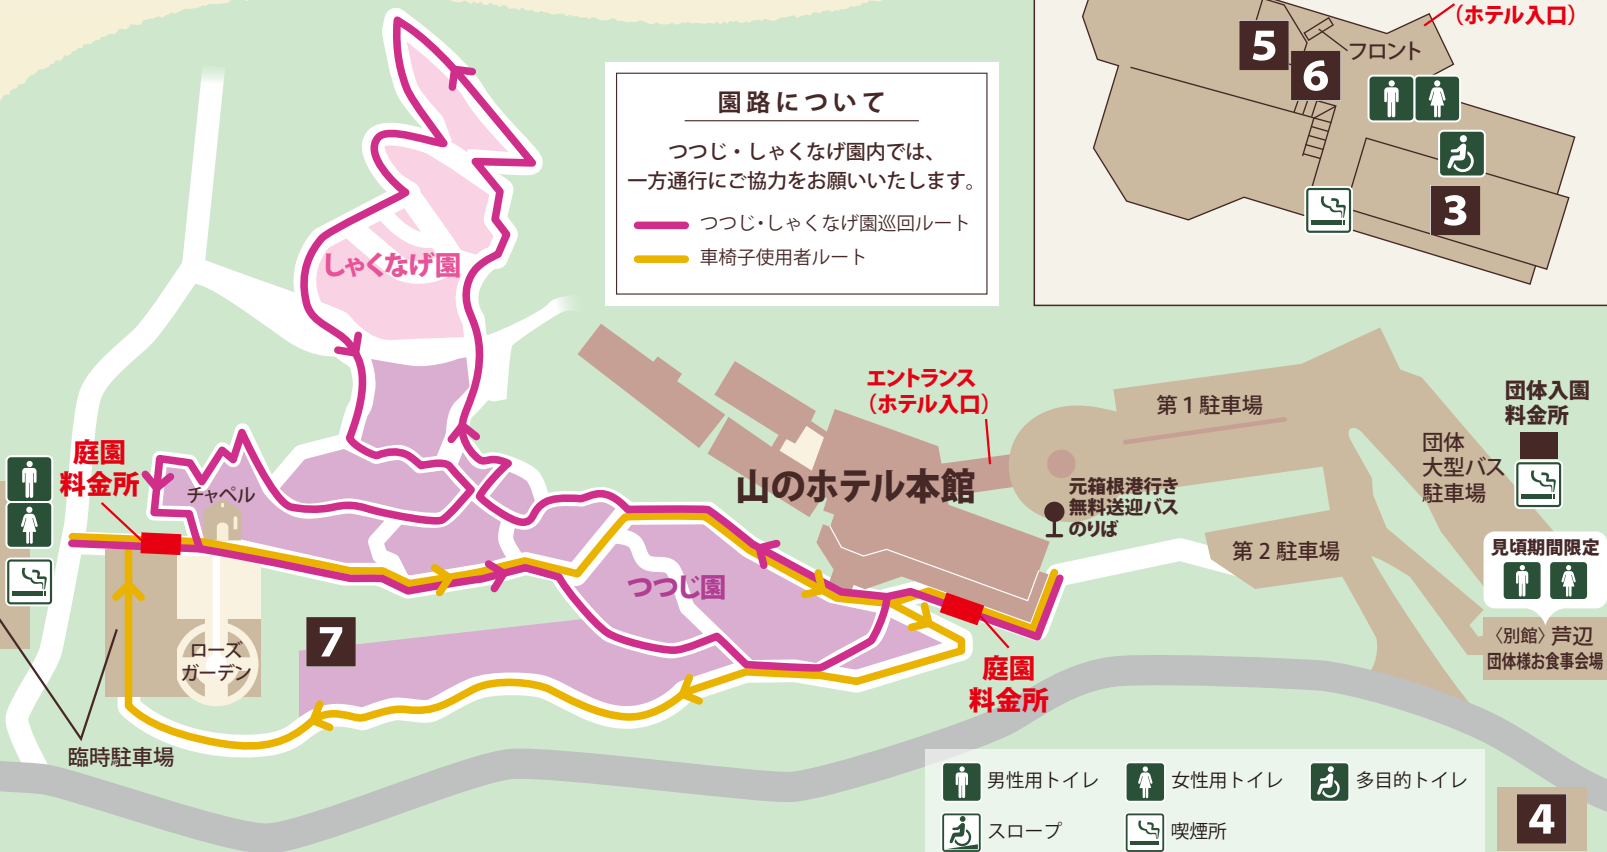 (ホテル入口)
5
6
フロント
3
園路について
つつじ・しゃくなげ園内では、
一方通行にご協力をお願いいたします。
つつじ・しゃくなげ園巡回ルート
車椅子使用者ルート
しゃくなげ園
エントランス
(ホテル入口)
第1駐車場
団体入園
料金所
団体
大型バス
駐車場
庭園
料金所
チャペル
山のホテル本館
元箱根港行き
無料送迎バス
のりば
第2駐車場
見頃期間限定
つつじ園
7
ローズ
ガーデン
〈別館〉芦辺
団体様お食事会場
庭園
料金所
臨時駐車場
男性用トイレ
女性用トイレ
多目的トイレ
スロープ
喫煙所
4